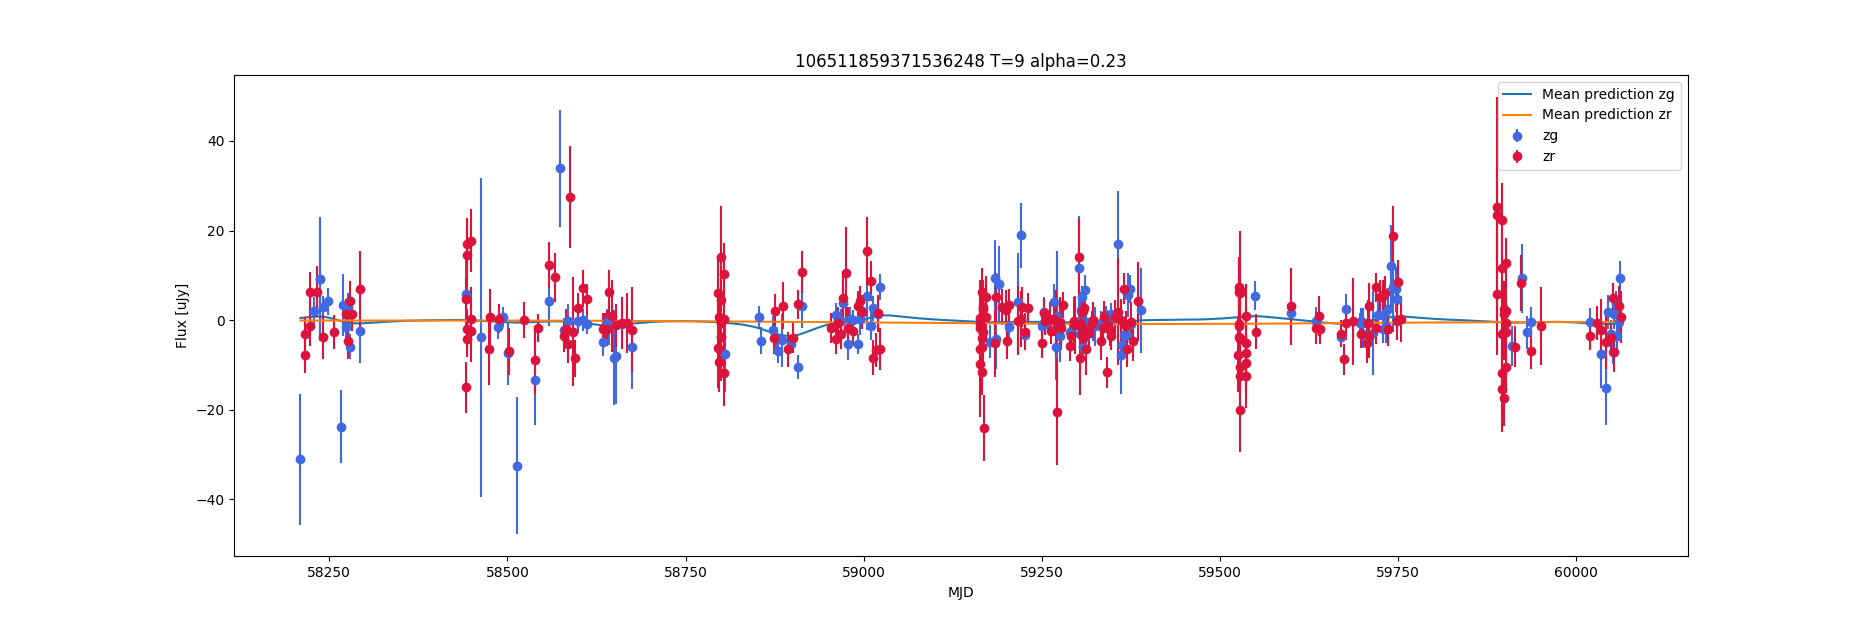 106511859371536248 T=9 alpha=0.23
Mean prediction zg
Mean prediction zr
zg
zr
Flux [uJy]
40
20
0
−20
−40
58250 58500 58750 59000 59250 59500 59750 60000
MJD